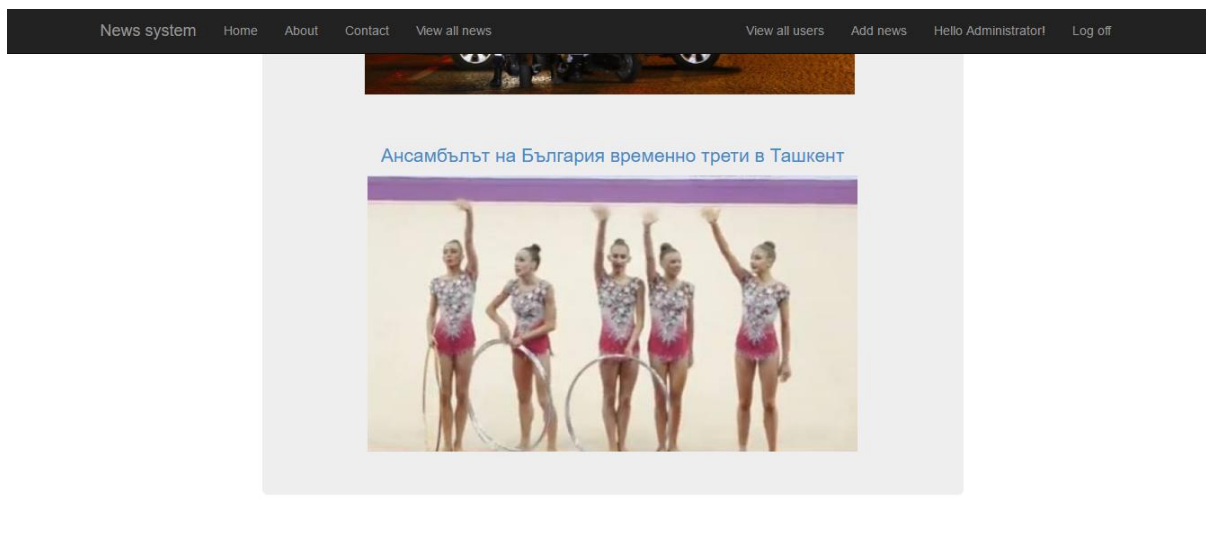 News system Home About Contact View all news View all users Add news Hello Administrator! Log off
Ансамбълът на България временно трети в Ташкент